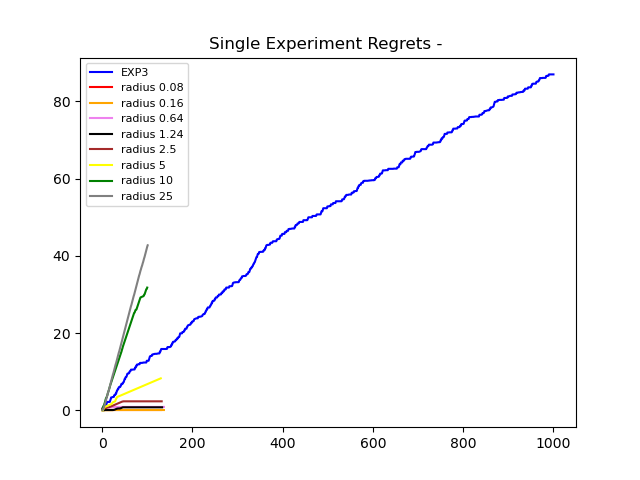 Single Experiment Regrets -
EXP3
radius 0.08
radius 0.16
radius 0.64
radius 1.24
radius 2.5
radius 5
radius 10
radius 25
80
60
40
20
0
0 200 400 600 800 1000